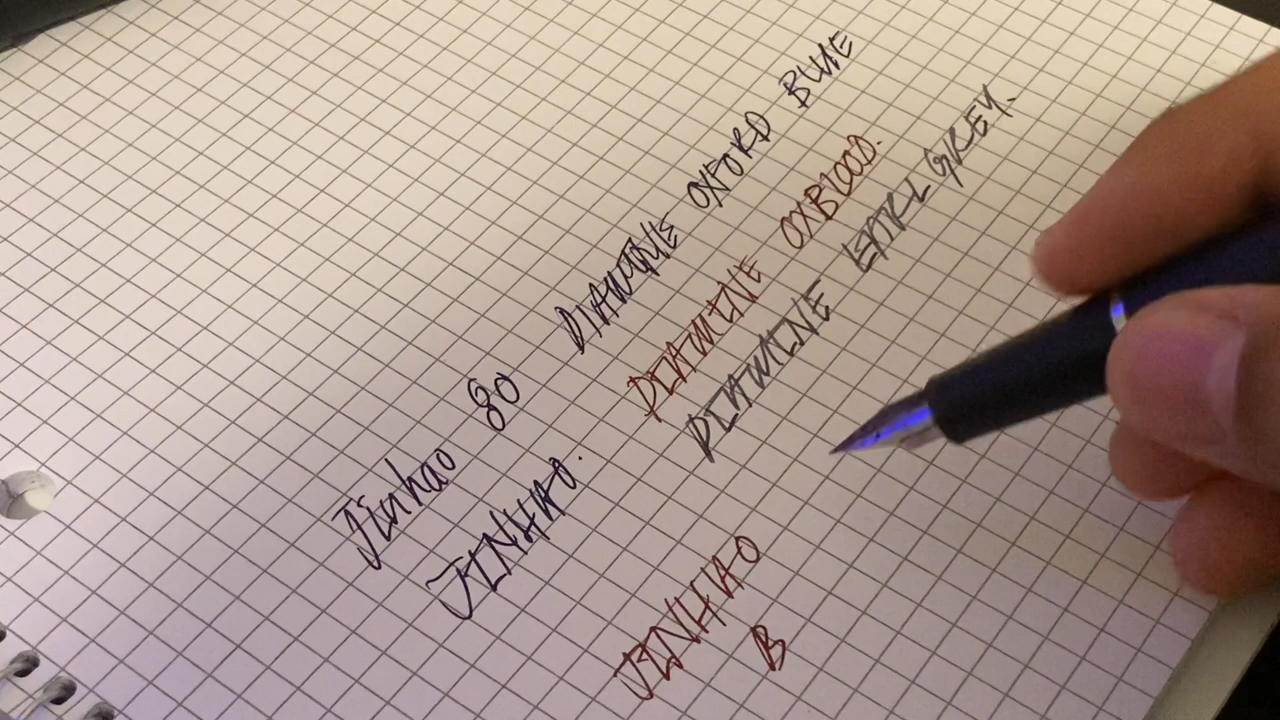 Jinhao 80 DIAMINE OXFORD BLUE
JINHAO. DIAMINE OXBLOOD.
DIAMINE EARL GREY.
JINHAO
B